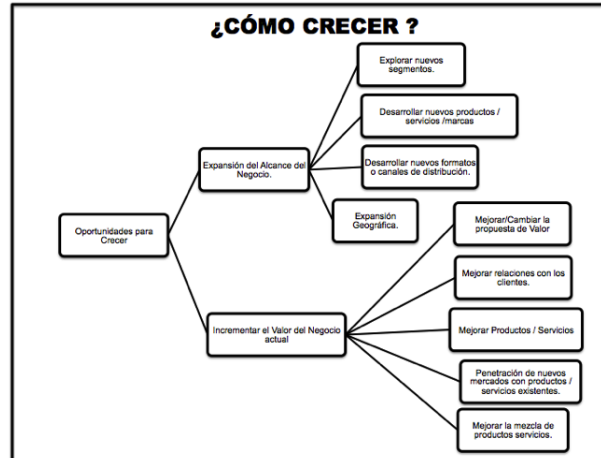 ¿CÓMO CRECER ?
Explorar nuevos
segmentos.
Desarrollar nuevos productos /
servicios /marcas
Expansión del Alcance del
Negocio.
Desarrollar nuevos formatos
o canales de distribución.
Expansión
Geográfica.
Oportunidades para
Crecer
Mejorar/Cambiar la
propuesta de Valor
Mejorar relaciones con los
clientes.
Incrementar el Valor del Negocio
actual
Mejorar Productos / Servicios
Penetración de nuevos
mercados con productos /
servicios existentes.
Mejorar la mezcla de
productos servicios.